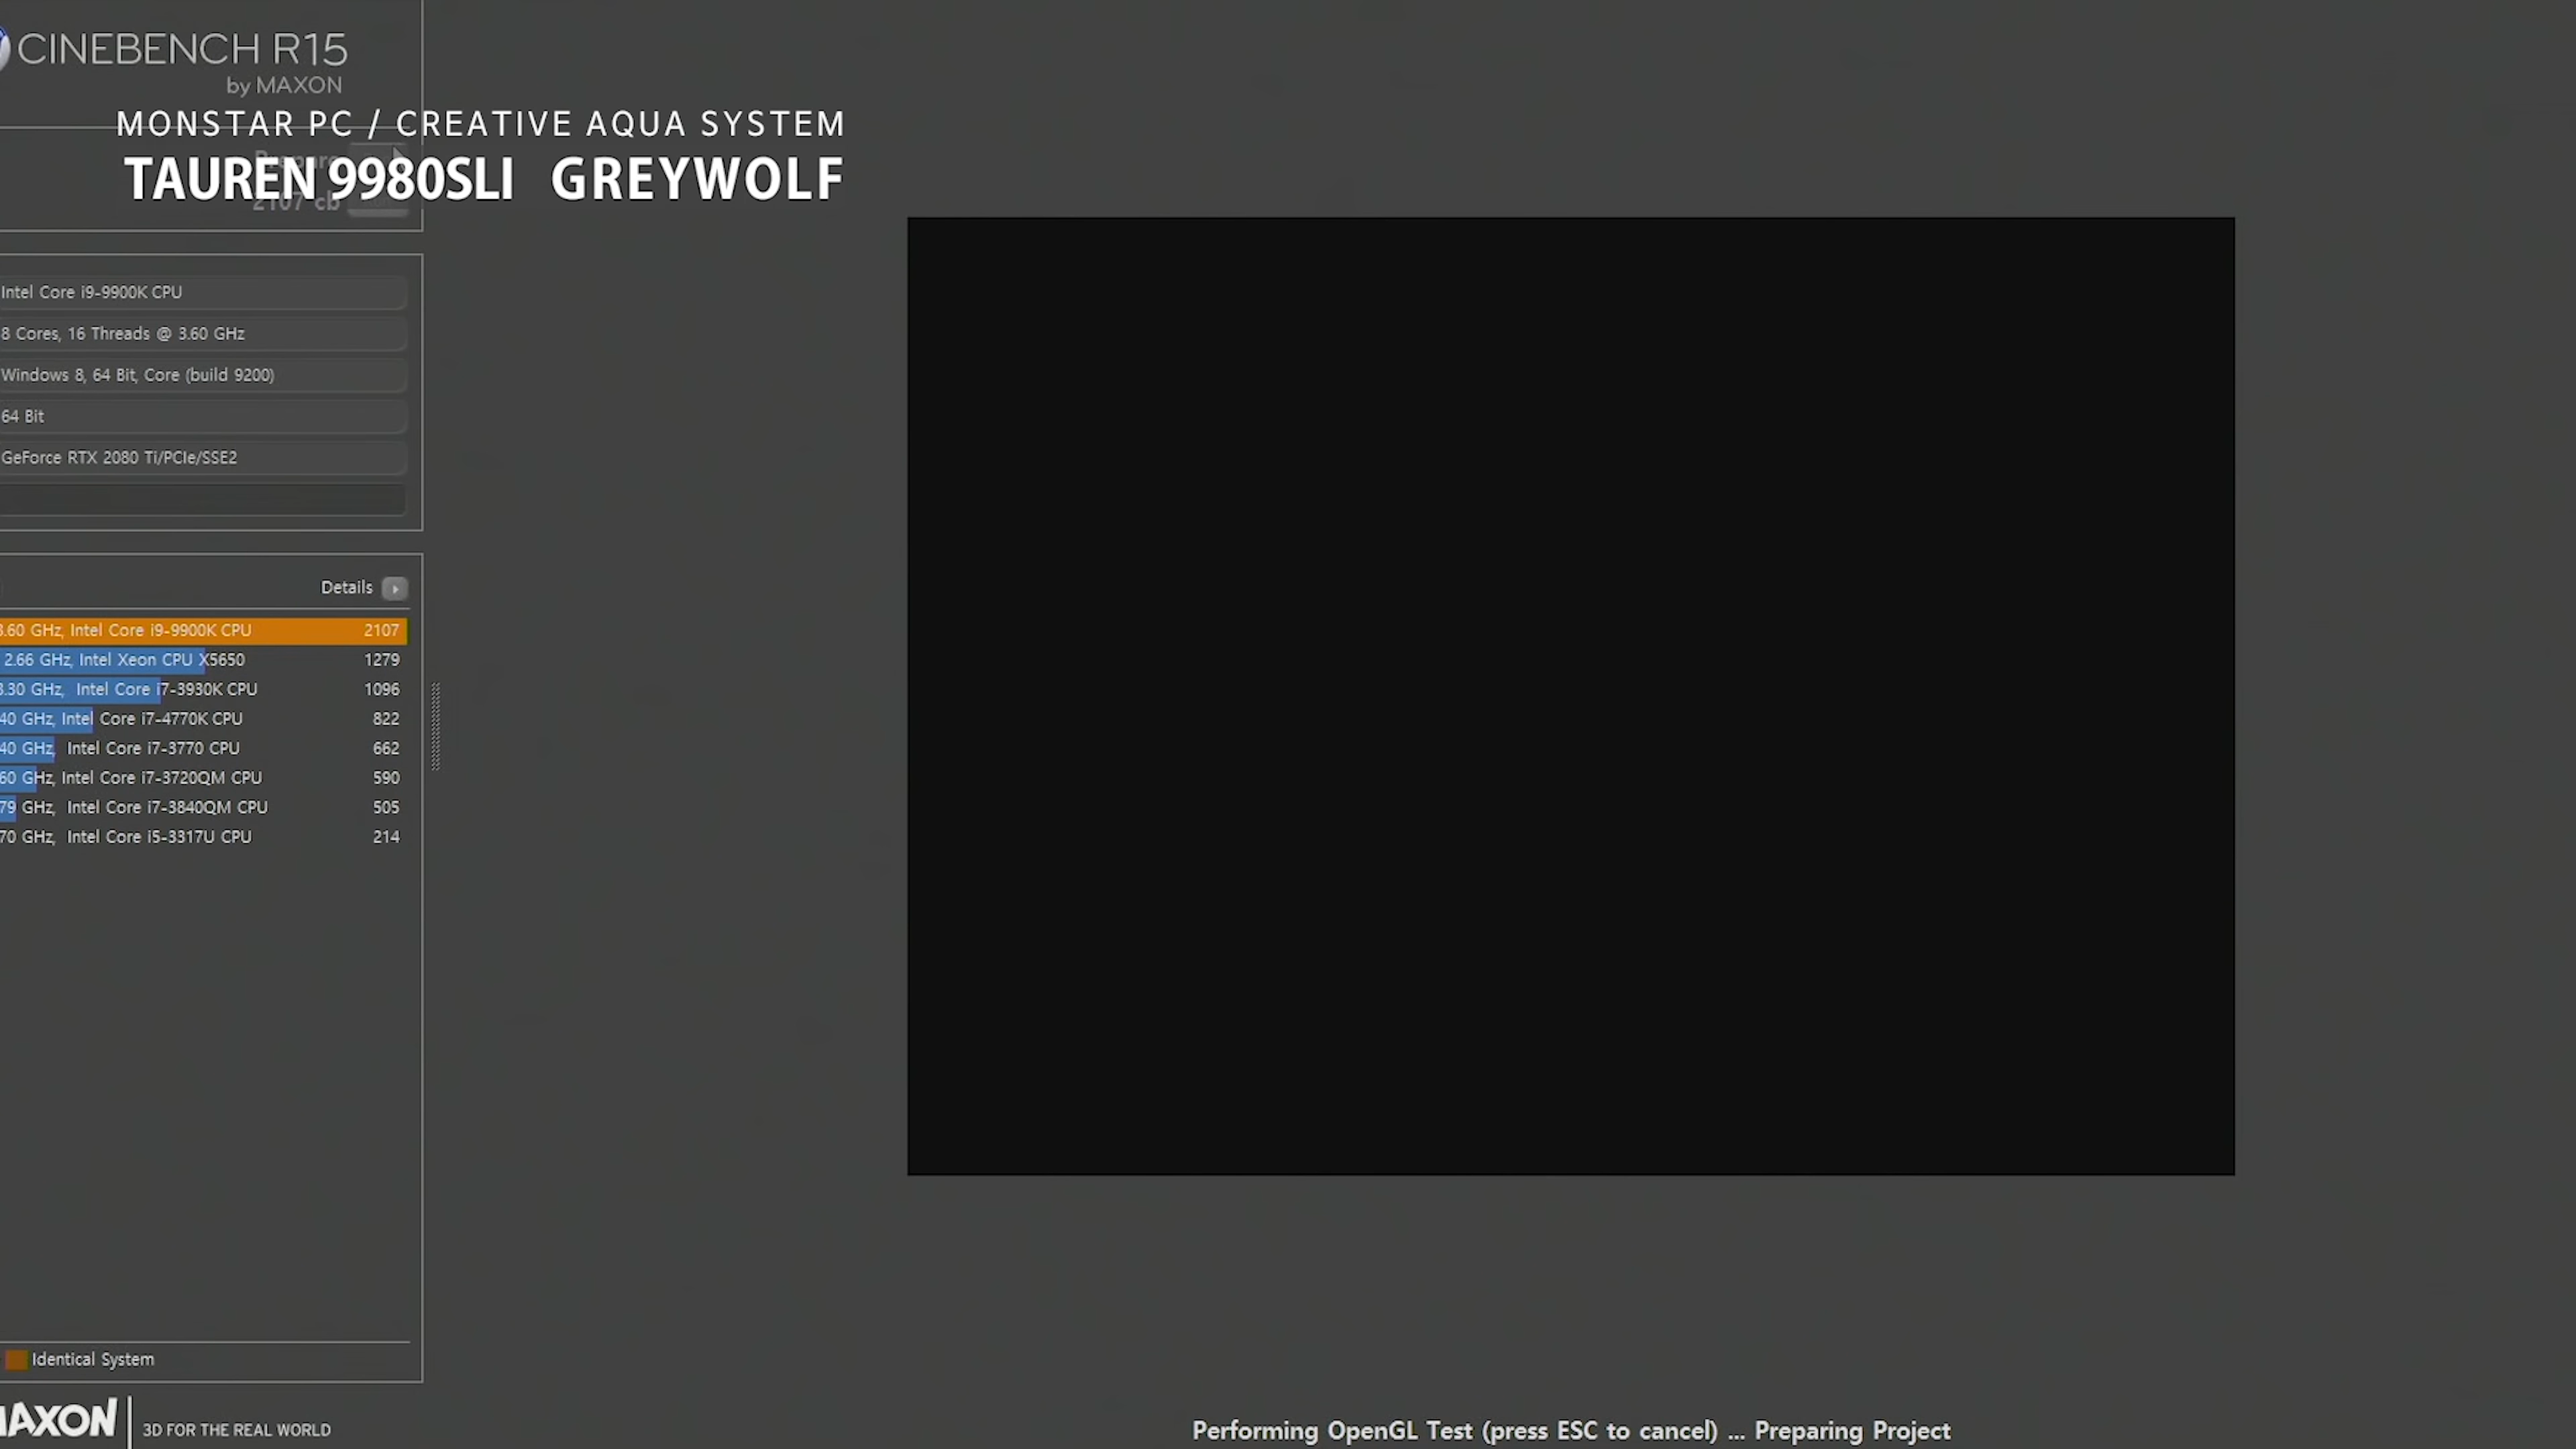 CINEBENCH R15
by MAXON
MONSTAR PC / CREATIVE AQUA SYSTEM
Prepare
TAUREN 9980SLI GREYWOLF
2107 cb
Intel Core i9-9900K CPU
8 Cores, 16 Threads @ 3.60 GHz
Windows 8, 64 Bit, Core (build 9200)
64 Bit
GeForce RTX 2080 Ti/PCIe/SSE2
Details
3.60 GHz, Intel Core i9-9900K CPU 2107
2.66 GHz, Intel Xeon CPU X5650 1279
3.30 GHz, Intel Core i7-3930K CPU 1096
40 GHz, Intel Core i7-4770K CPU 822
40 GHz, Intel Core i7-3770 CPU 662
60 GHz, Intel Core i7-3720QM CPU 590
79 GHz, Intel Core i7-3840QM CPU 505
70 GHz, Intel Core i5-3317U CPU 214
Identical System
MAXON
3D FOR THE REAL WORLD
Performing OpenGL Test (press ESC to cancel) ... Preparing Project